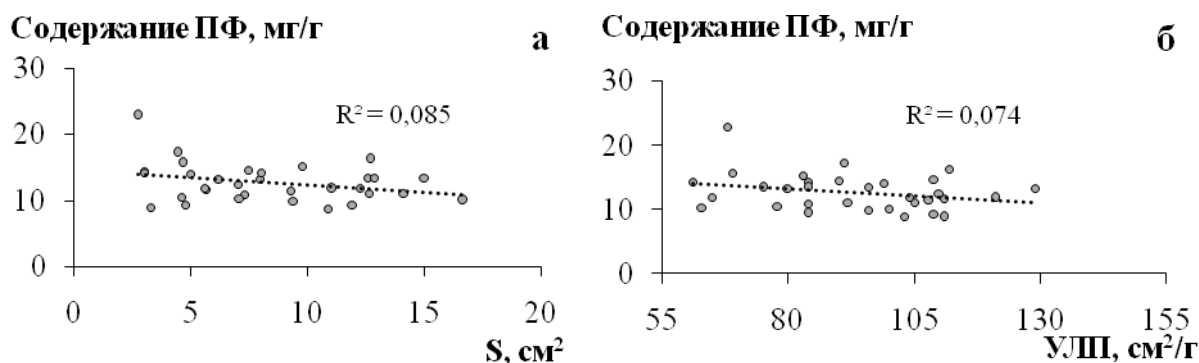 Содержание ПФ, мг/г
а
30
20
10
0
R² = 0,085
0 5 10 15 20
S, см²
Содержание ПФ, мг/г
б
30
20
10
0
R² = 0,074
55 80 105 130 155
УЛП, см²/г